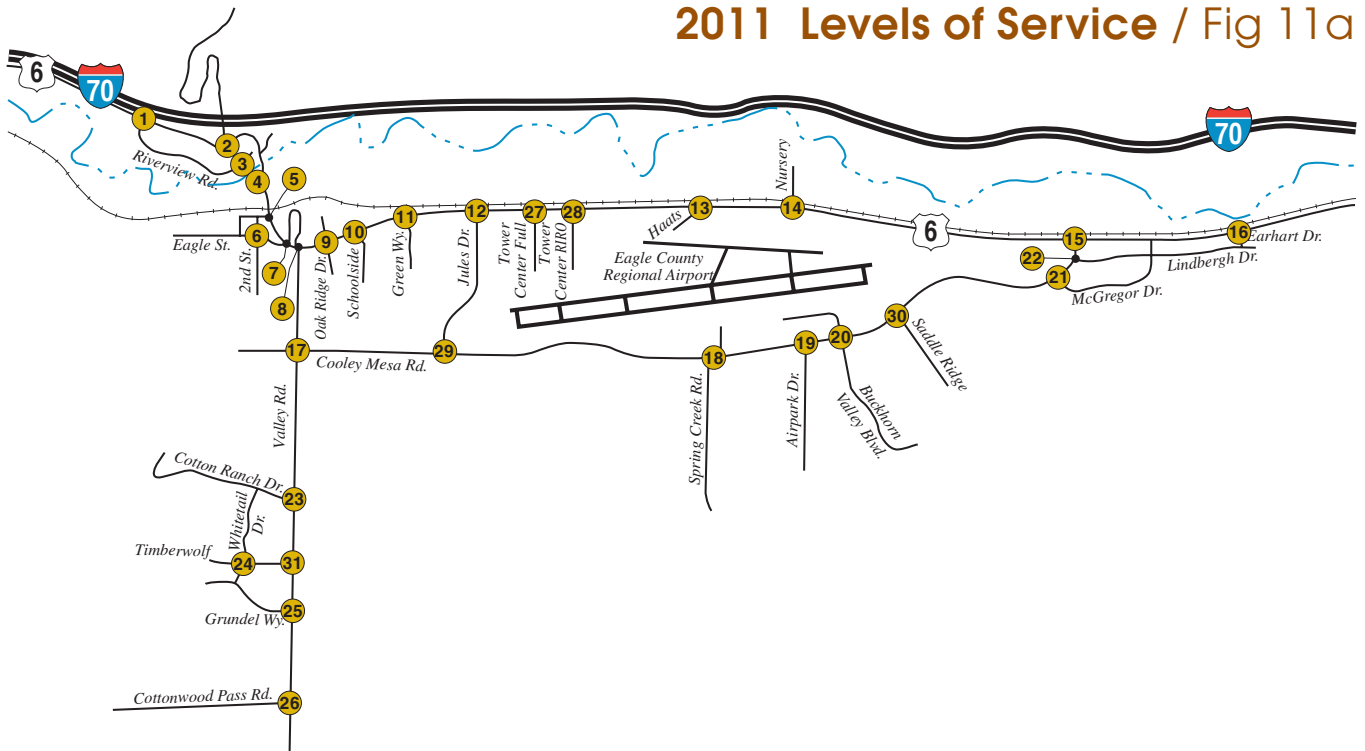 2011 Levels of Service / Fig 11a
6
70
70
1
2
3
4
5
Riverview Rd.
Nursery
6
Eagle St.
2nd St.
7
8
9
Oak Ridge Dr.
10
Schoolside
11
Green Wy.
12
Jules Dr.
27
Tower
Center Full
28
Tower
Center RIRO
13
Haats
14
6
15
16
Earhart Dr.
Lindbergh Dr.
22
21
McGregor Dr.
Eagle County
Regional Airport
17
Cooley Mesa Rd.
29
18
19
20
30
Saddle Ridge
Spring Creek Rd.
Airpark Dr.
Buckhorn
Valley Blvd.
Valley Rd.
Cotton Ranch Dr.
23
Whitetail
Dr.
Timberwolf
24
31
25
Grundel Wy.
Cottonwood Pass Rd.
26